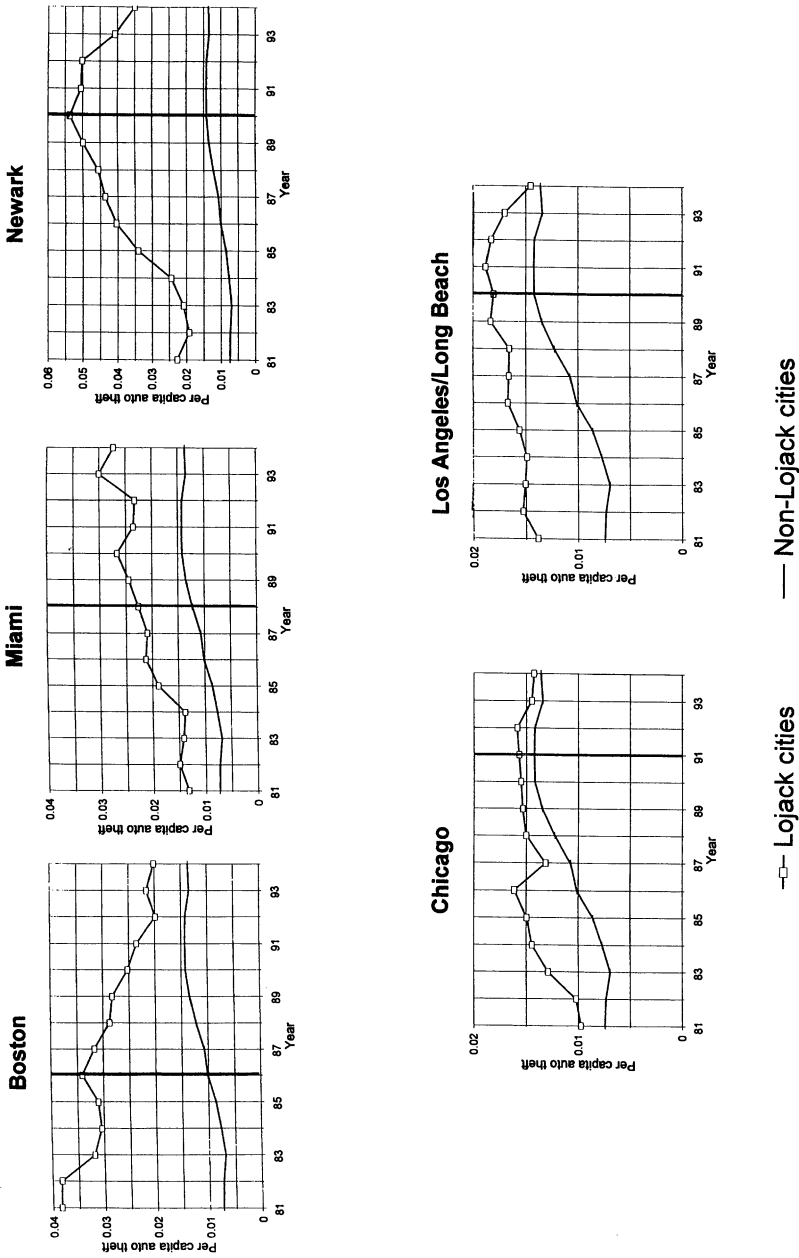 Boston
Per capita auto theft
0.04
0.03
0.02
0.01
0
81 83 85 87 89 91 93
Year
Miami
Per capita auto theft
0.04
0.03
0.02
0.01
0
81 83 85 87 89 91 93
Year
Newark
Per capita auto theft
0.06
0.05
0.04
0.03
0.02
0.01
0
81 83 85 87 89 91 93
Year
Chicago
Per capita auto theft
0.02
0.01
0
81 83 85 87 89 91 93
Year
Los Angeles/Long Beach
Per capita auto theft
0.02
0.01
0
81 83 85 87 89 91 93
Year
Lojack cities
Non-Lojack cities